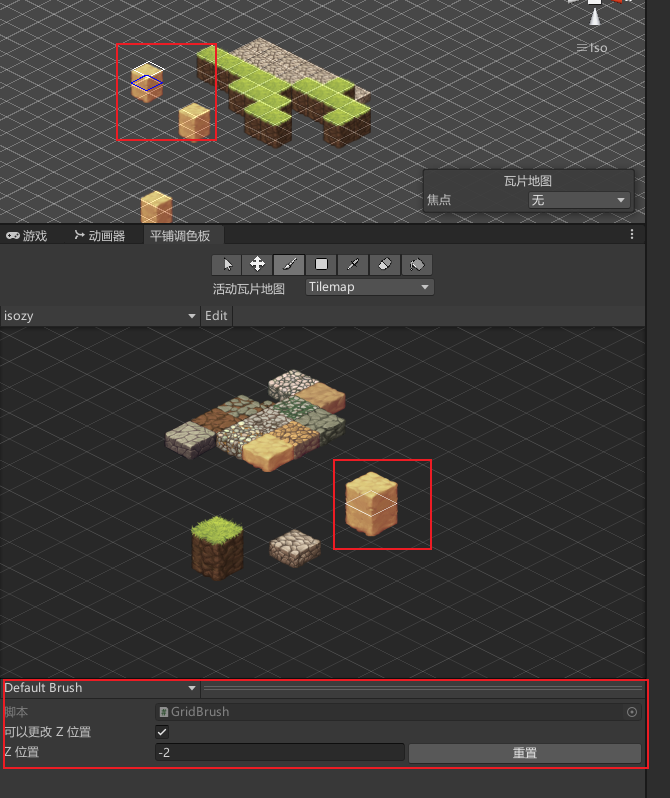 Iso
瓦片地图
焦点 无
游戏 动画器 平铺调色板
活动瓦片地图 Tilemap
isozy Edit
Default Brush
脚本 GridBrush
可以更改 Z 位置
Z 位置 -2 重置